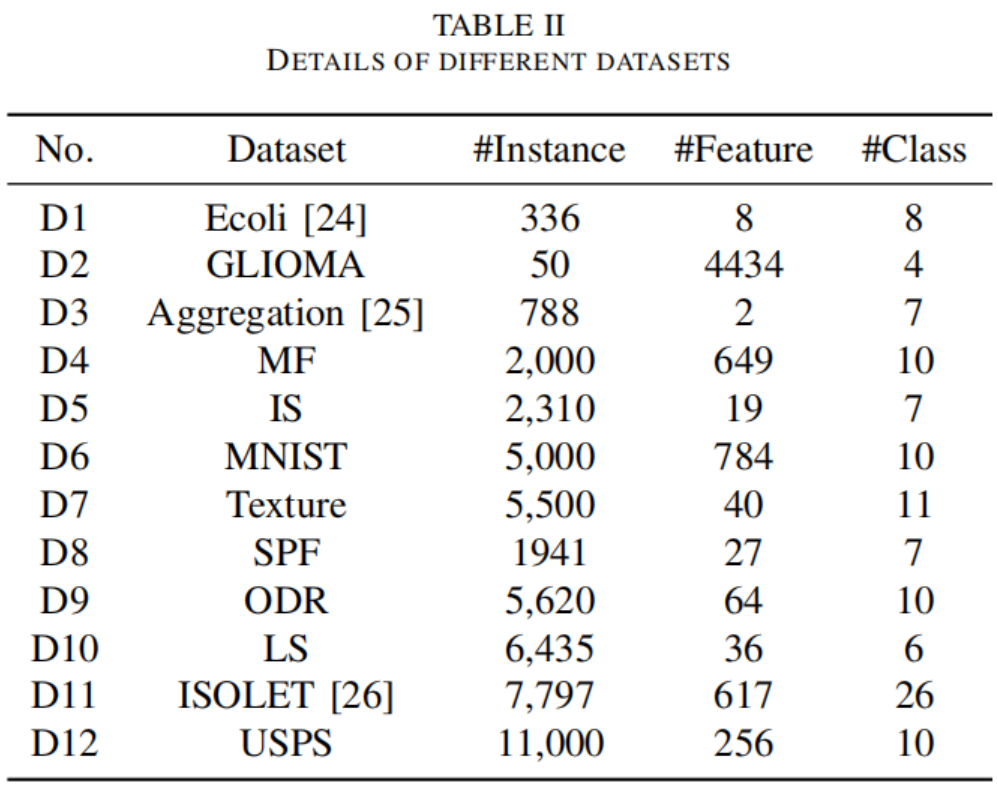 TABLE II
DETAILS OF DIFFERENT DATASETS
No. Dataset #Instance #Feature #Class
D1 Ecoli [24] 336 8 8
D2 GLIOMA 50 4434 4
D3 Aggregation [25] 788 2 7
D4 MF 2,000 649 10
D5 IS 2,310 19 7
D6 MNIST 5,000 784 10
D7 Texture 5,500 40 11
D8 SPF 1941 27 7
D9 ODR 5,620 64 10
D10 LS 6,435 36 6
D11 ISOLET [26] 7,797 617 26
D12 USPS 11,000 256 10